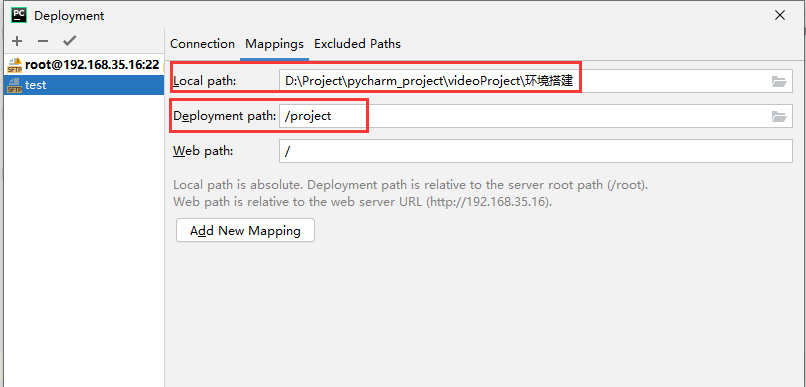 PC Deployment
Connection Mappings Excluded Paths
SFTP root@192.168.35.16:22
SFTP test
Local path: D:\Project\pycharm_project\videoProject\环境搭建
Deployment path: /project
Web path: /
Local path is absolute. Deployment path is relative to the server root path (/root).
Web path is relative to the web server URL (http://192.168.35.16).
Add New Mapping